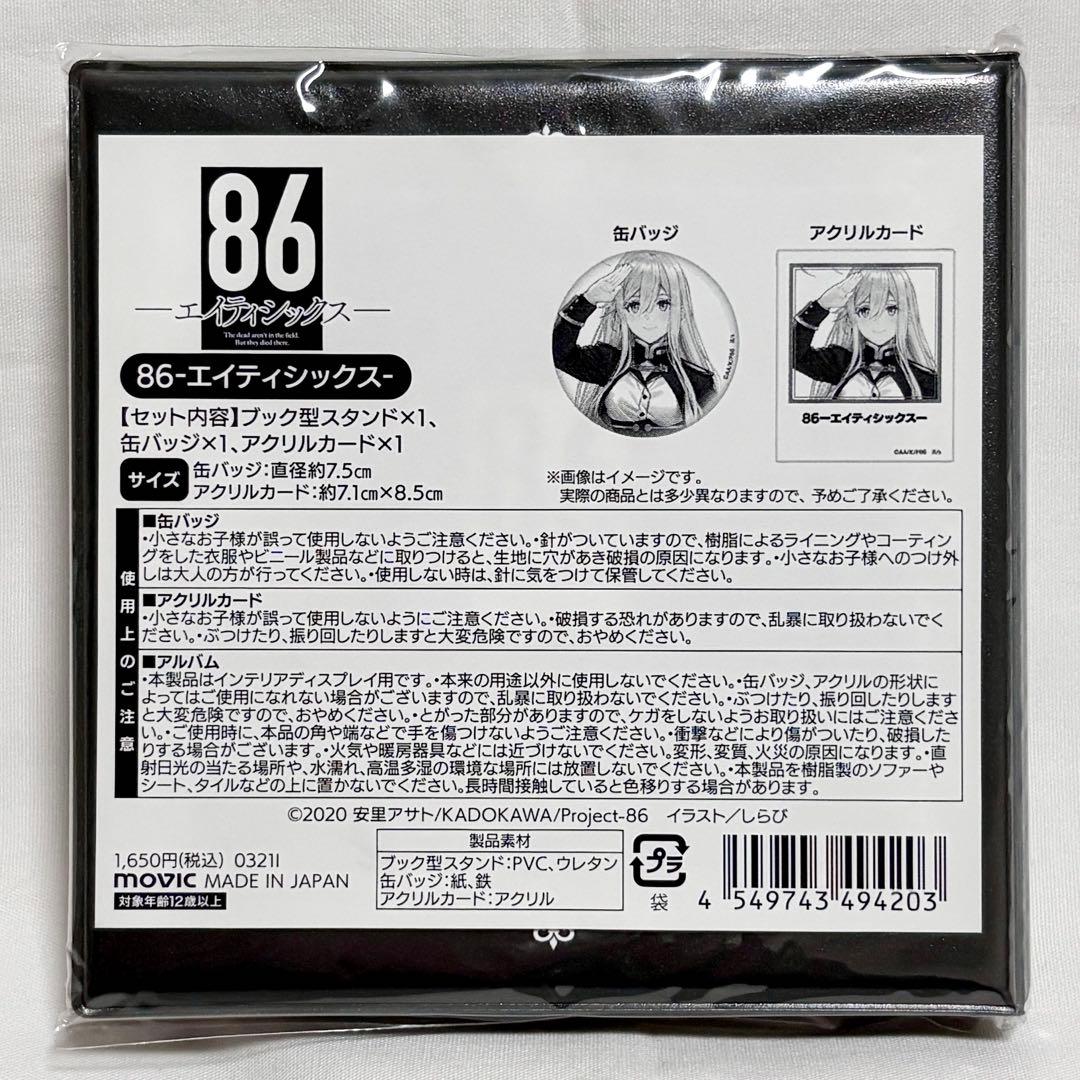 86
―エイティシックス―
The dead aren't in the field.
But they died there.
86-エイティシックス-
【セット内容】ブック型スタンド×1、
缶バッジ×1、アクリルカード×1
サイズ
缶バッジ:直径約7.5㎝
アクリルカード:約7.1㎝×8.5㎝
缶バッジ
アクリルカード
86―エイティシックス―
※画像はイメージです。
実際の商品とは多少異なりますので、予めご了承ください。
使用上のご注意
■缶バッジ
・小さなお子様が誤って使用しないようご注意ください。・針がついていますので、樹脂によるライニングやコーティン
グをした衣服やビニール製品などに取りつけると、生地に穴があき破損の原因になります。・小さなお子様へのつけ外
しは大人の方が行ってください。・使用しない時は、針に気をつけて保管してください。
■アクリルカード
・小さなお子様が誤って使用しないようにご注意ください。・破損する恐れがありますので、乱暴に取り扱わないでく
ださい。・ぶつけたり、振り回したりしますと大変危険ですので、おやめください。
■アルバム
・本製品はインテリアディスプレイ用です。・本来の用途以外に使用しないでください。・缶バッジ、アクリルの形状に
よってはご使用になれない場合がございますので、乱暴に取り扱わないでください。・ぶつけたり、振り回したりします
と大変危険ですので、おやめください。・とがった部分がありますので、ケガをしないようお取り扱いにはご注意くださ
い。・ご使用時に、本品の角や端などで手を傷つけないようご注意ください。・衝撃などにより傷がついたり、破損した
りする場合がございます。・火気や暖房器具などには近づけないでください。変形、変質、火災の原因になります。・直
射日光の当たる場所や、水濡れ、高温多湿の環境な場所には放置しないでください。・本製品を樹脂製のソファーや
シート、タイルなどの上に置かないでください。長時間接触していると色移りする場合があります。
©2020 安里アサト/KADOKAWA/Project-86 イラスト/しらび
1,650円(税込) 0321I
movic MADE IN JAPAN
対象年齢12歳以上
製品素材
ブック型スタンド:PVC、ウレタン
缶バッジ:紙、鉄
アクリルカード:アクリル
プラ
袋
4 549743 494203